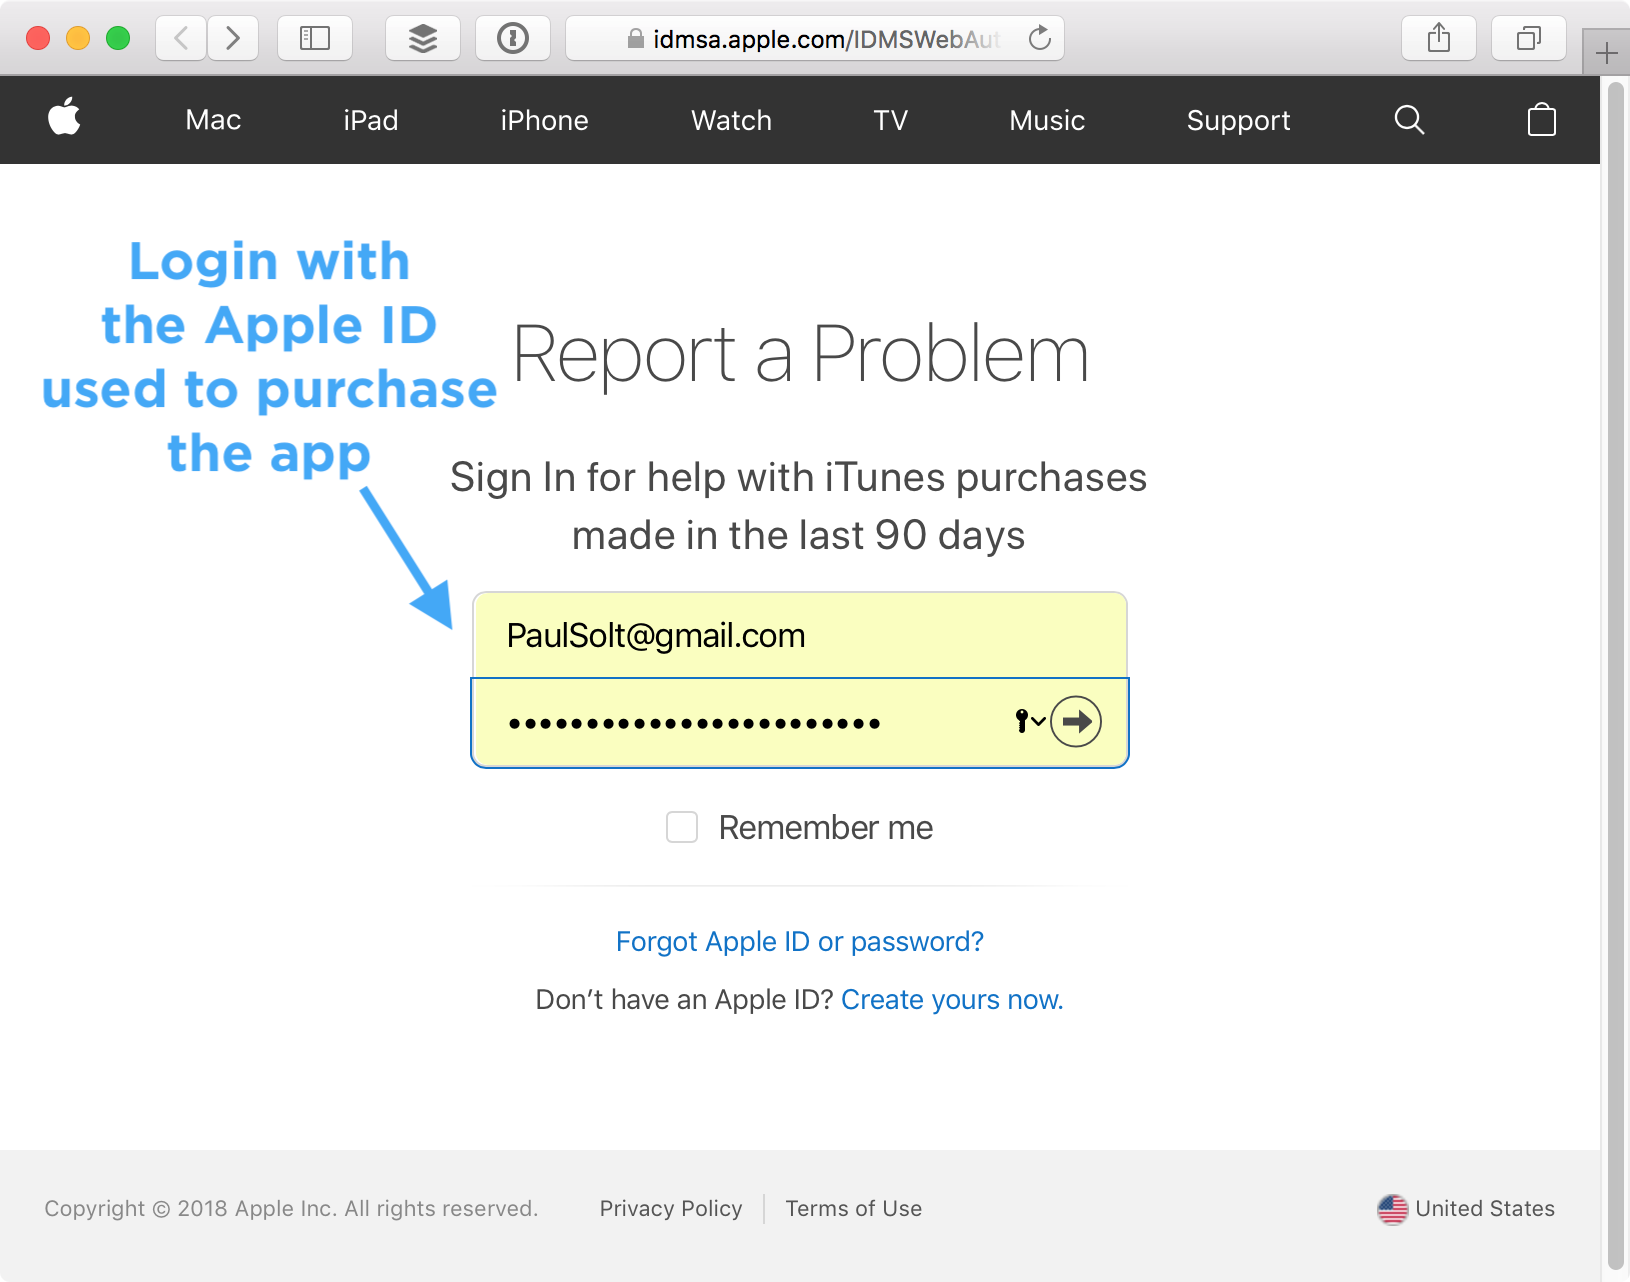 idmsa.apple.com/IDMSWebAut
Mac iPad iPhone Watch TV Music Support
Login with
the Apple ID
used to purchase
the app
Report a Problem
Sign In for help with iTunes purchases
made in the last 90 days
PaulSolt@gmail.com
••••••••••••••••••••••••
Remember me
Forgot Apple ID or password?
Don’t have an Apple ID? Create yours now.
Copyright © 2018 Apple Inc. All rights reserved. Privacy Policy Terms of Use United States